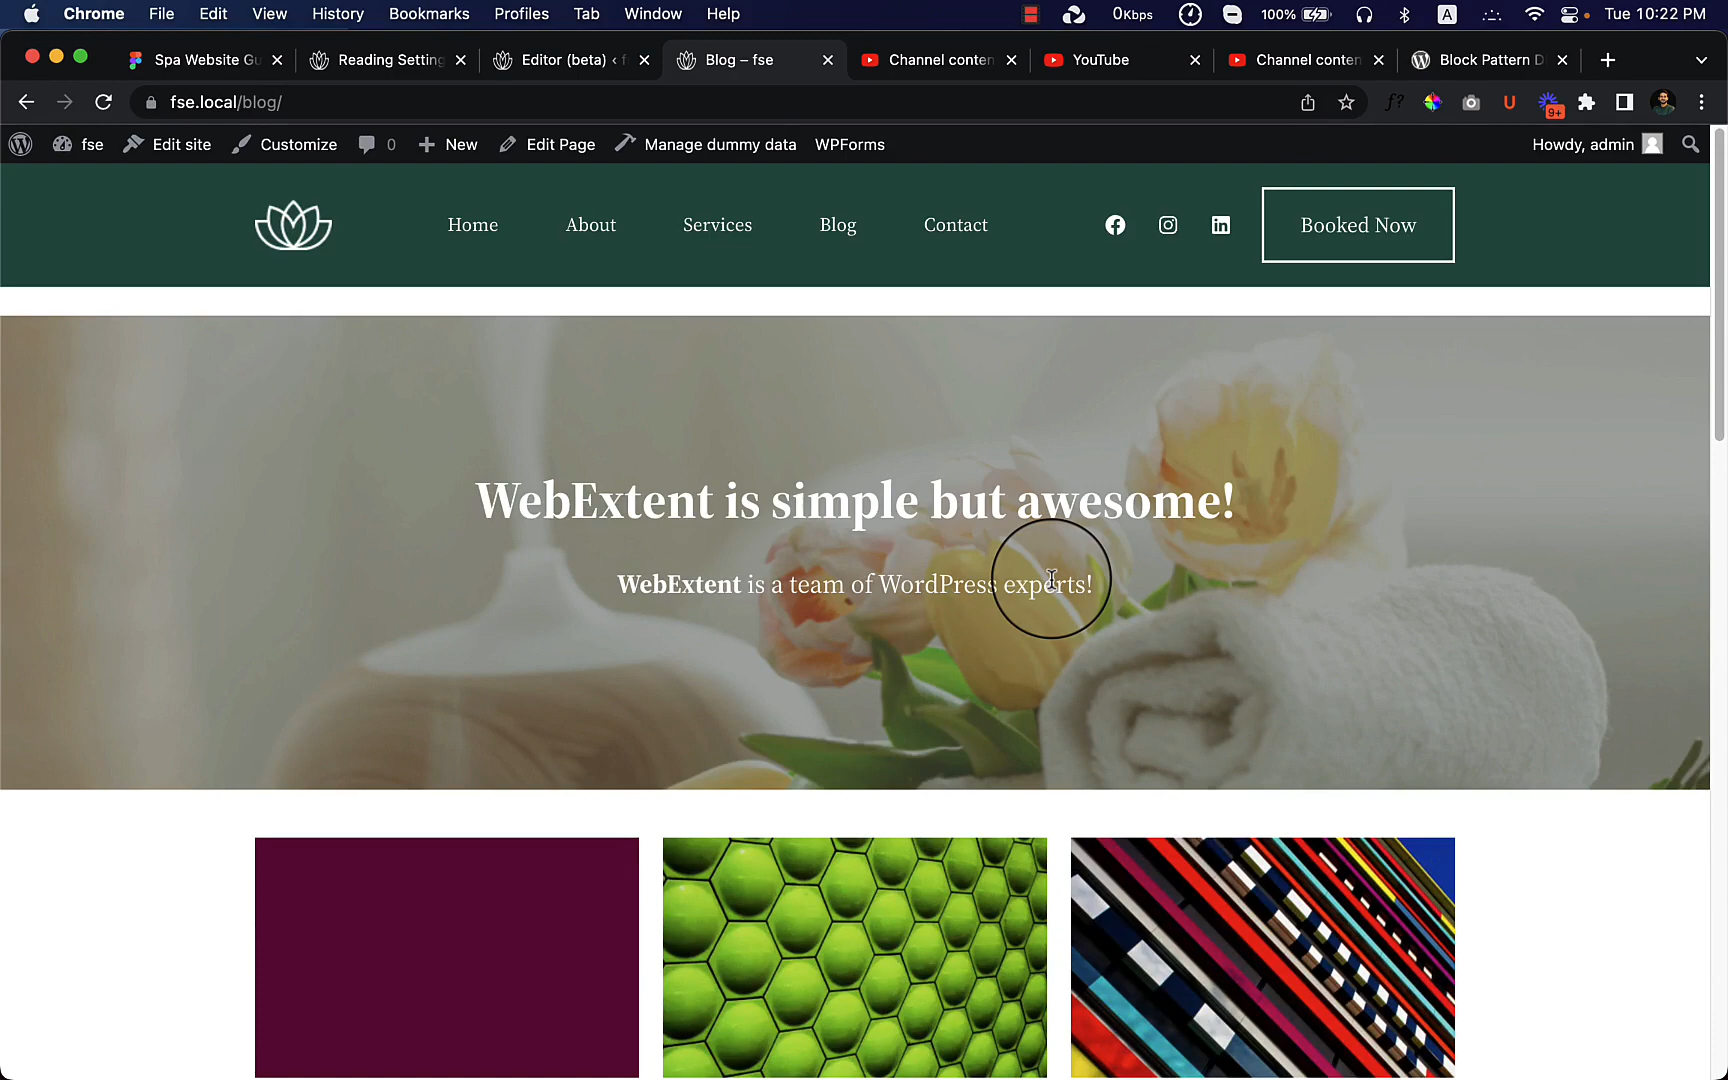 Chrome File Edit View History Bookmarks Profiles Tab Window Help 0Kbps 100% A Tue 10:22 PM
Spa Website Gu Reading Setting Editor (beta) ‹ f Blog – fse Channel conten YouTube Channel conten Block Pattern D
fse.local/blog/ f? U 9+
fse Edit site Customize 0 New Edit Page Manage dummy data WPForms Howdy, admin
Home About Services Blog Contact Booked Now
WebExtent is simple but awesome!
WebExtent is a team of WordPress experts!